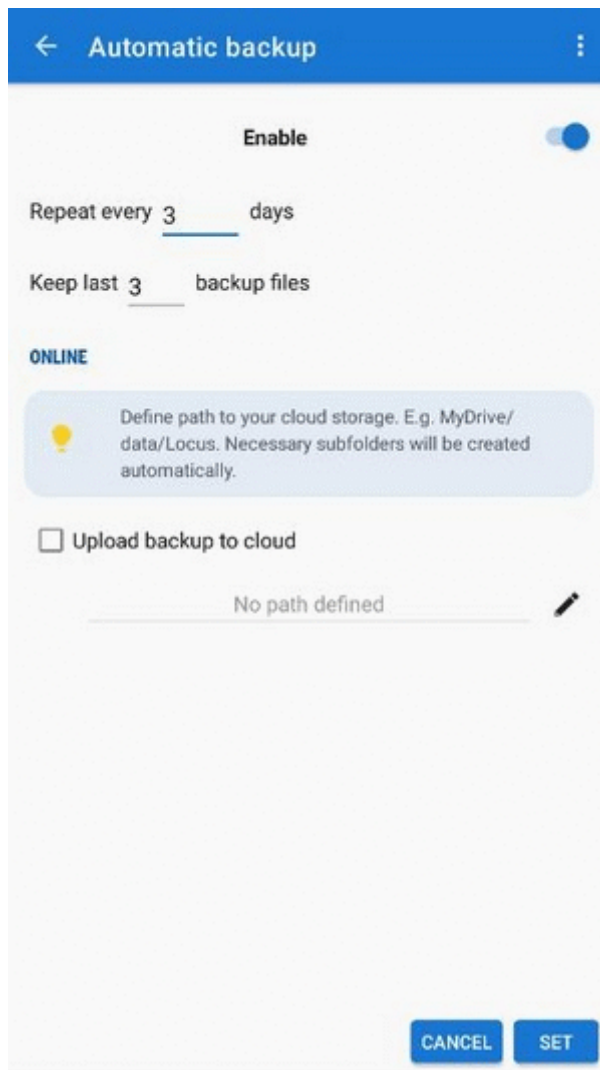 Automatic backup
Enable
Repeat every 3 days
Keep last 3 backup files
ONLINE
Define path to your cloud storage. E.g. MyDrive/
data/Locus. Necessary subfolders will be created
automatically.
Upload backup to cloud
No path defined
CANCEL SET